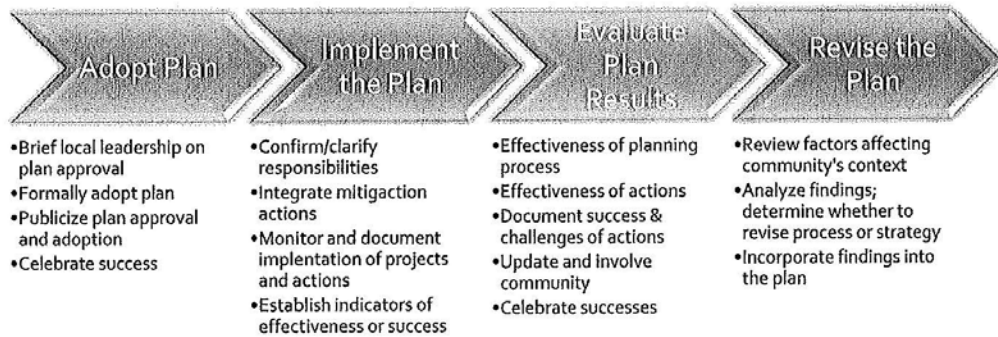 Adopt Plan
Implement
the Plan
Evaluate
Plan
Results
Revise the
Plan
•Brief local leadership on
plan approval
•Formally adopt plan
•Publicize plan approval
and adoption
•Celebrate success
•Confirm/clarify
responsibilities
•Integrate mitigaction
actions
•Monitor and document
implentation of projects
and actions
•Establish indicators of
effectiveness or success
•Effectiveness of planning
process
•Effectiveness of actions
•Document success &
challenges of actions
•Update and involve
community
•Celebrate successes
•Review factors affecting
community's context
•Analyze findings;
determine whether to
revise process or strategy
•Incorporate findings into
the plan